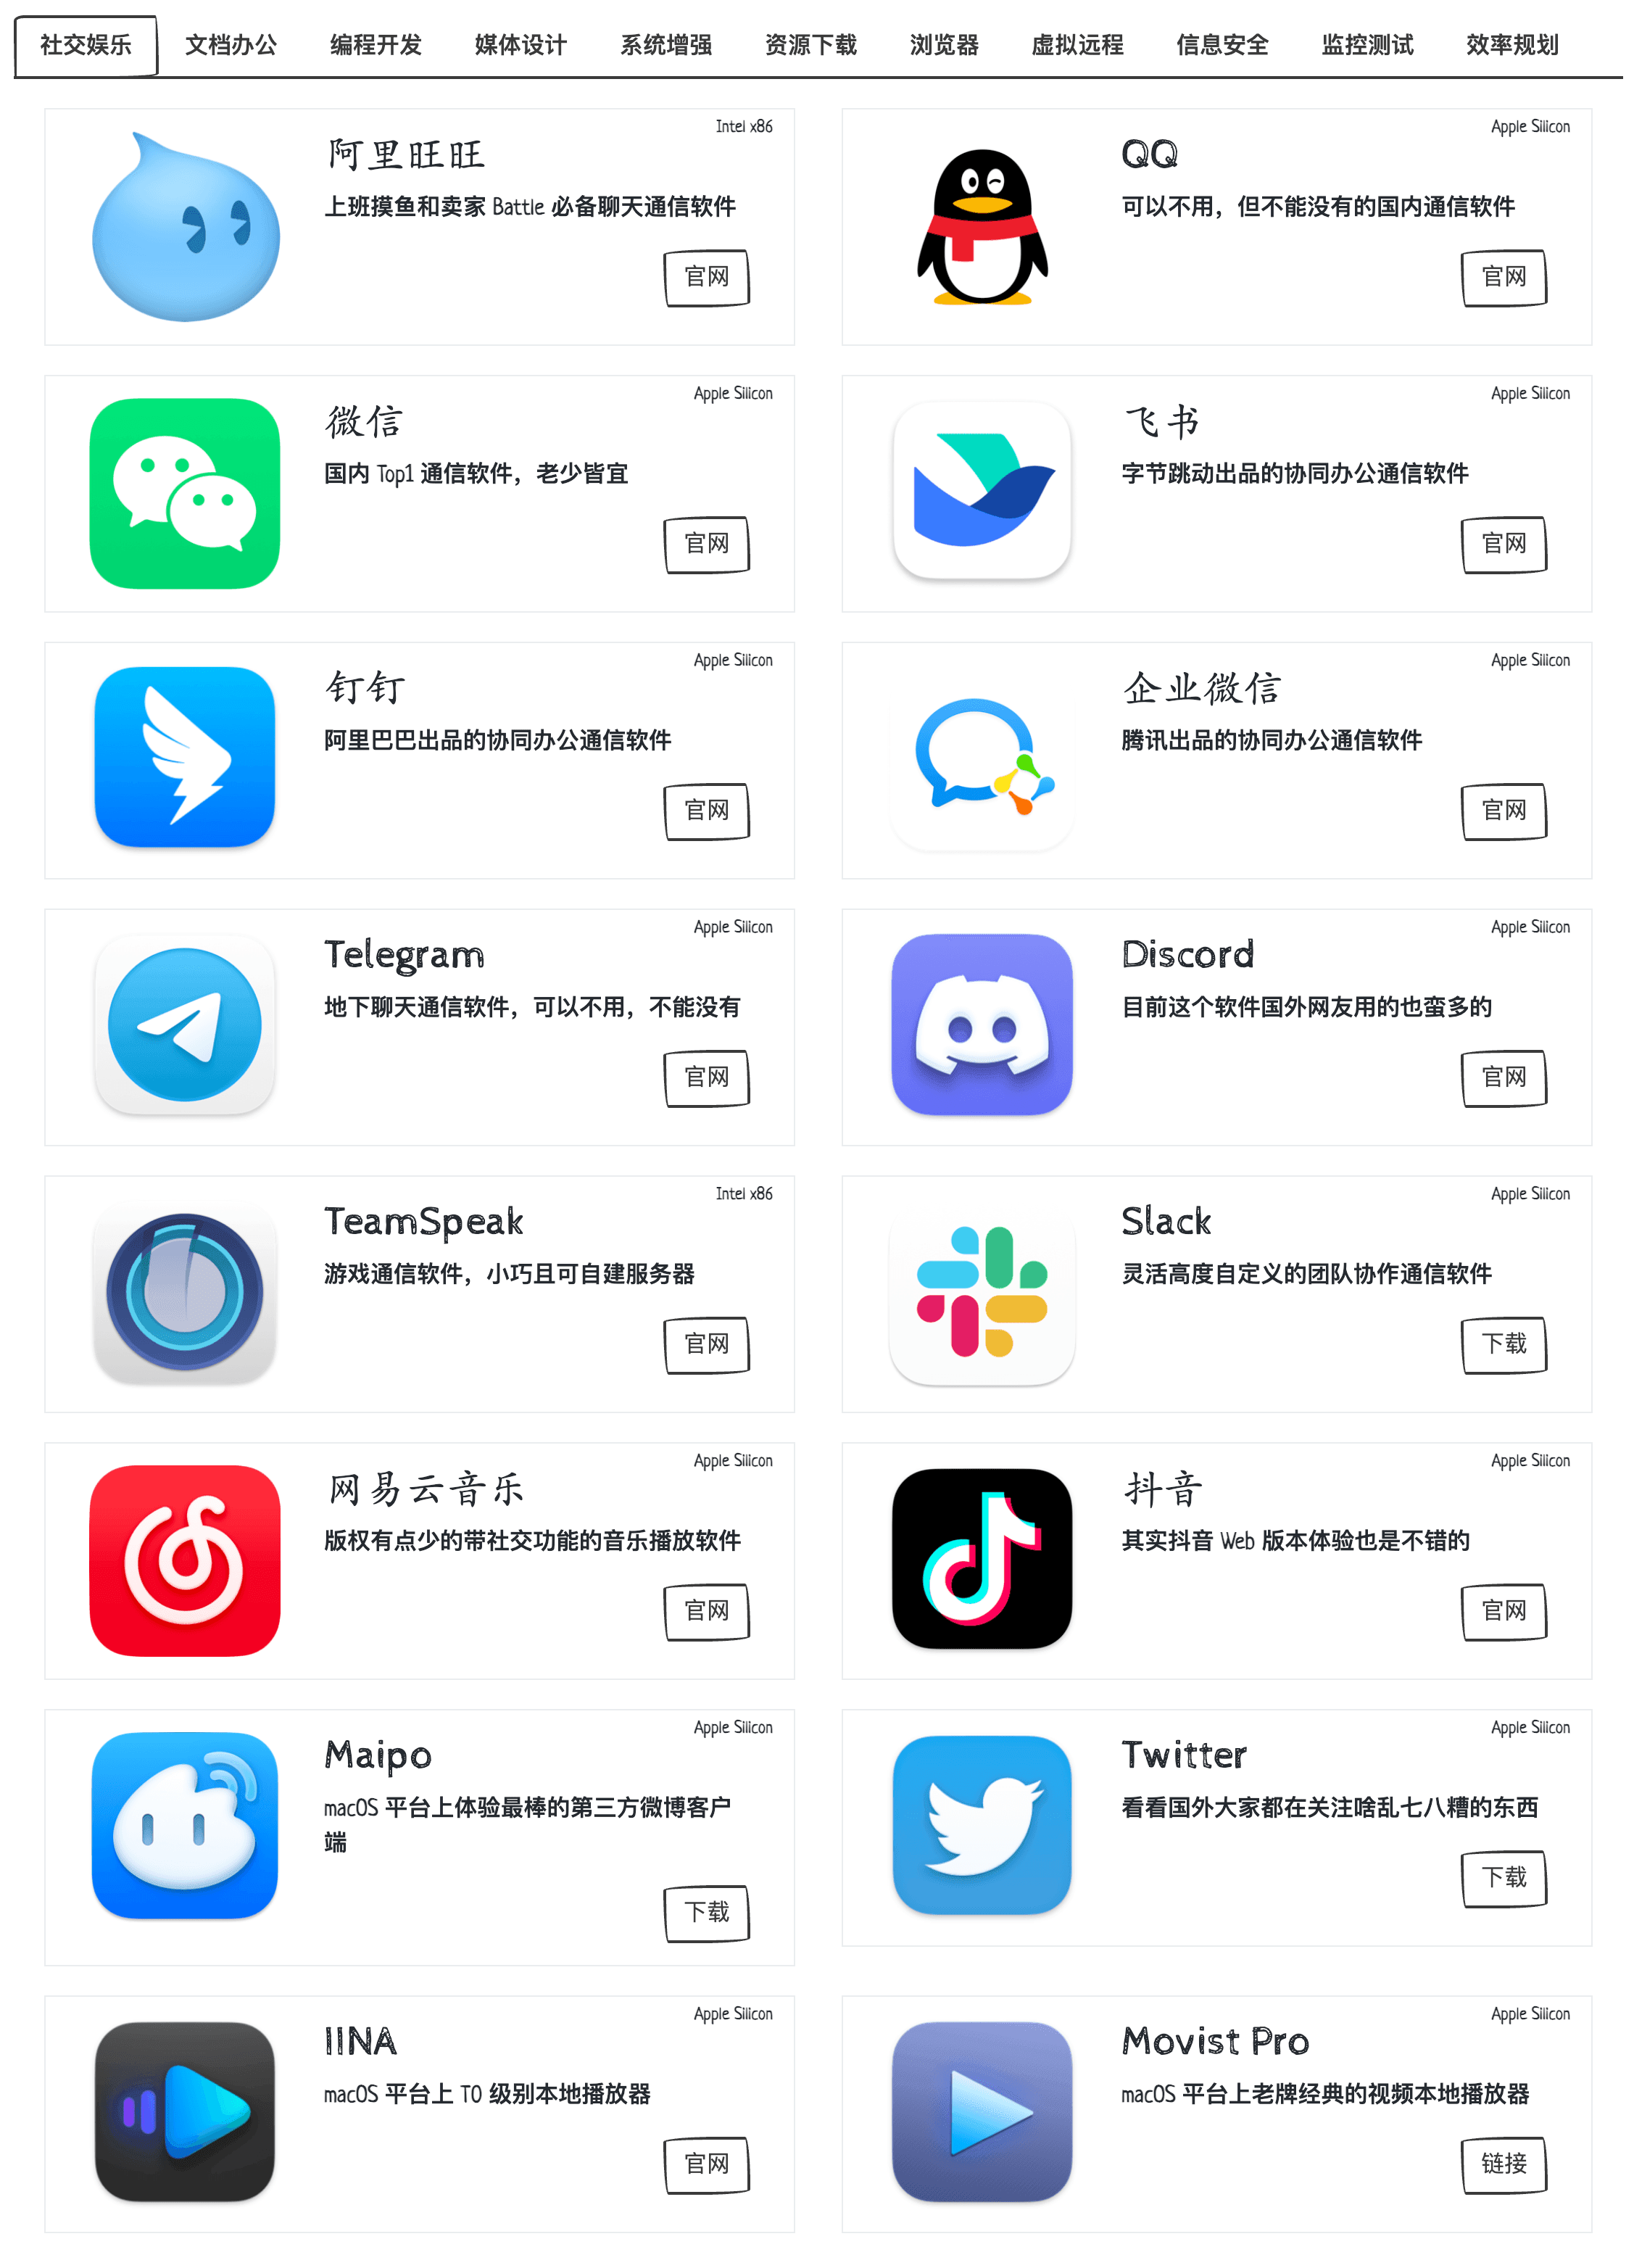 社交娱乐 文档办公 编程开发 媒体设计 系统增强 资源下载 浏览器 虚拟远程 信息安全 监控测试 效率规划
Intel x86
阿里旺旺
上班摸鱼和卖家 Battle 必备聊天通信软件
官网
Apple Silicon
QQ
可以不用，但不能没有的国内通信软件
官网
Apple Silicon
微信
国内 Top1 通信软件，老少皆宜
官网
Apple Silicon
飞书
字节跳动出品的协同办公通信软件
官网
Apple Silicon
钉钉
阿里巴巴出品的协同办公通信软件
官网
Apple Silicon
企业微信
腾讯出品的协同办公通信软件
官网
Apple Silicon
Telegram
地下聊天通信软件，可以不用，不能没有
官网
Apple Silicon
Discord
目前这个软件国外网友用的也蛮多的
官网
Intel x86
TeamSpeak
游戏通信软件，小巧且可自建服务器
官网
Apple Silicon
Slack
灵活高度自定义的团队协作通信软件
下载
Apple Silicon
网易云音乐
版权有点少的带社交功能的音乐播放软件
官网
Apple Silicon
抖音
其实抖音 Web 版本体验也是不错的
官网
Apple Silicon
Maipo
macOS 平台上体验最棒的第三方微博客户
端
下载
Apple Silicon
Twitter
看看国外大家都在关注啥乱七八糟的东西
下载
Apple Silicon
IINA
macOS 平台上 T0 级别本地播放器
官网
Apple Silicon
Movist Pro
macOS 平台上老牌经典的视频本地播放器
链接